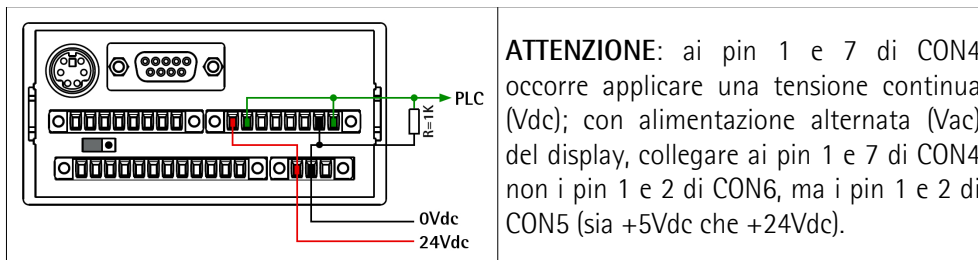 PLC
R=1K
0Vdc
24Vdc
ATTENZIONE: ai pin 1 e 7 di CON4
occorre applicare una tensione continua
(Vdc); con alimentazione alternata (Vac)
del display, collegare ai pin 1 e 7 di CON4
non i pin 1 e 2 di CON6, ma i pin 1 e 2 di
CON5 (sia +5Vdc che +24Vdc).